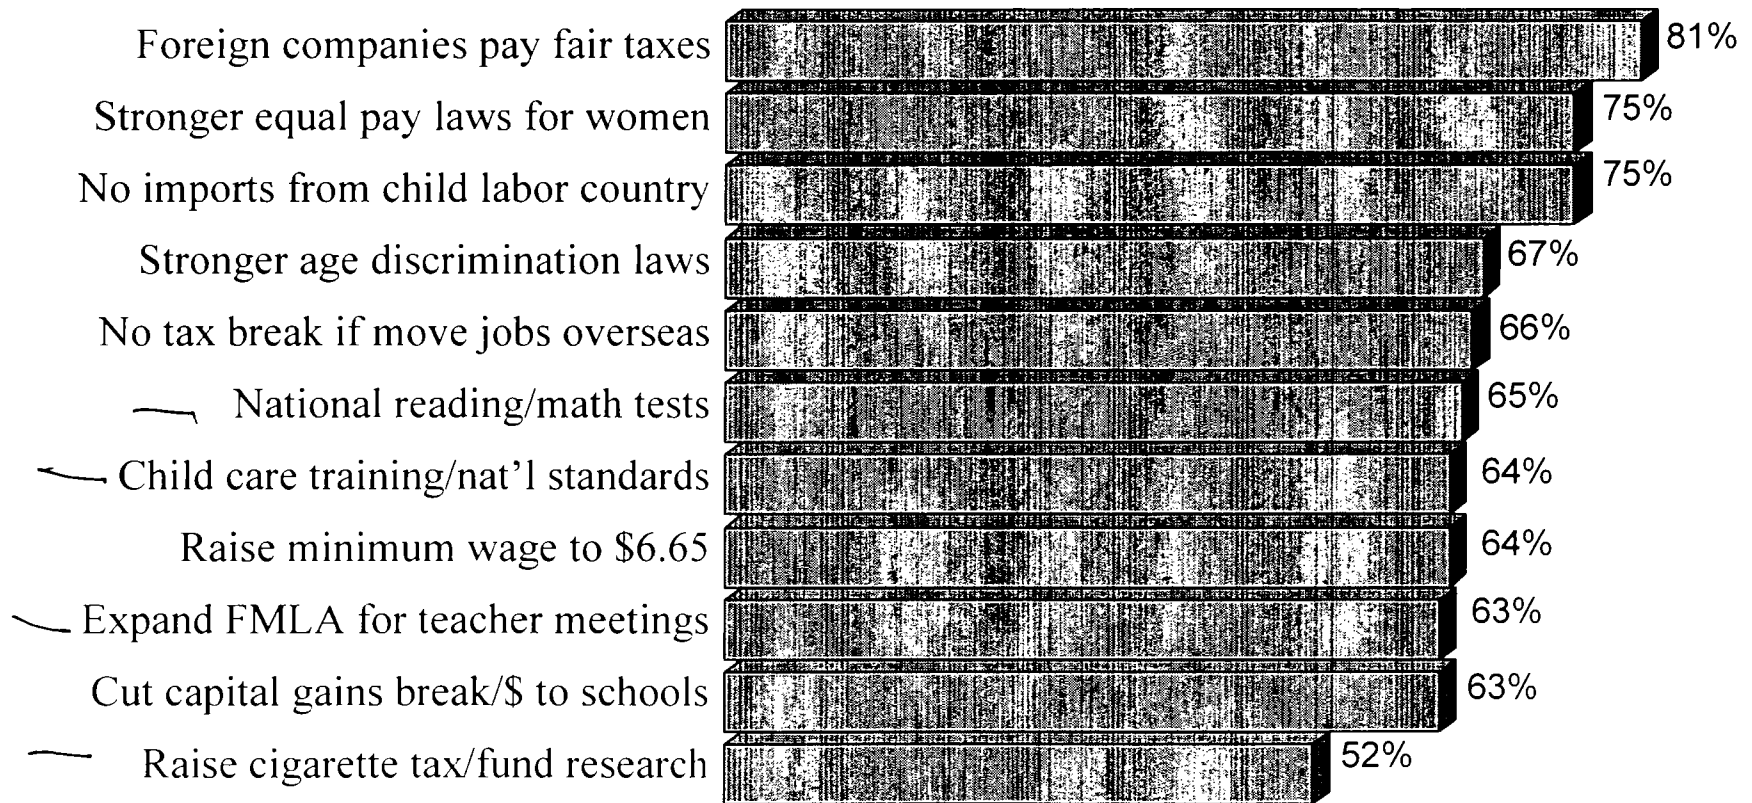 Foreign companies pay fair taxes 81%
Stronger equal pay laws for women 75%
No imports from child labor country 75%
Stronger age discrimination laws 67%
No tax break if move jobs overseas 66%
National reading/math tests 65%
Child care training/nat'l standards 64%
Raise minimum wage to $6.65 64%
Expand FMLA for teacher meetings 63%
Cut capital gains break/$ to schools 63%
Raise cigarette tax/fund research 52%